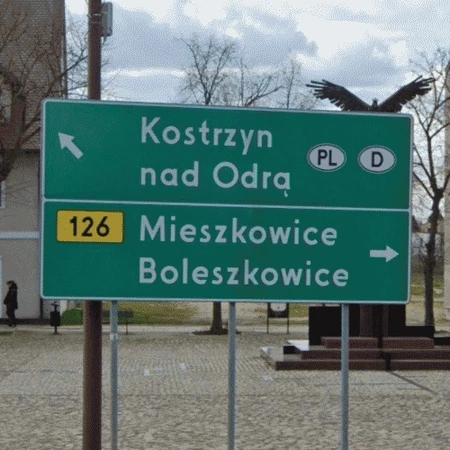 Kostrzyn
nad Odrą
PL D
126 Mieszkowice
Boleszkowice